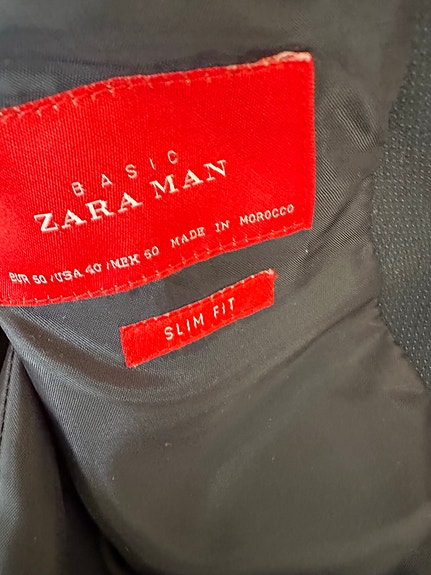 BASIC
ZARA MAN
EUR 50 / USA 40 / MEX 50 MADE IN MOROCCO
SLIM FIT